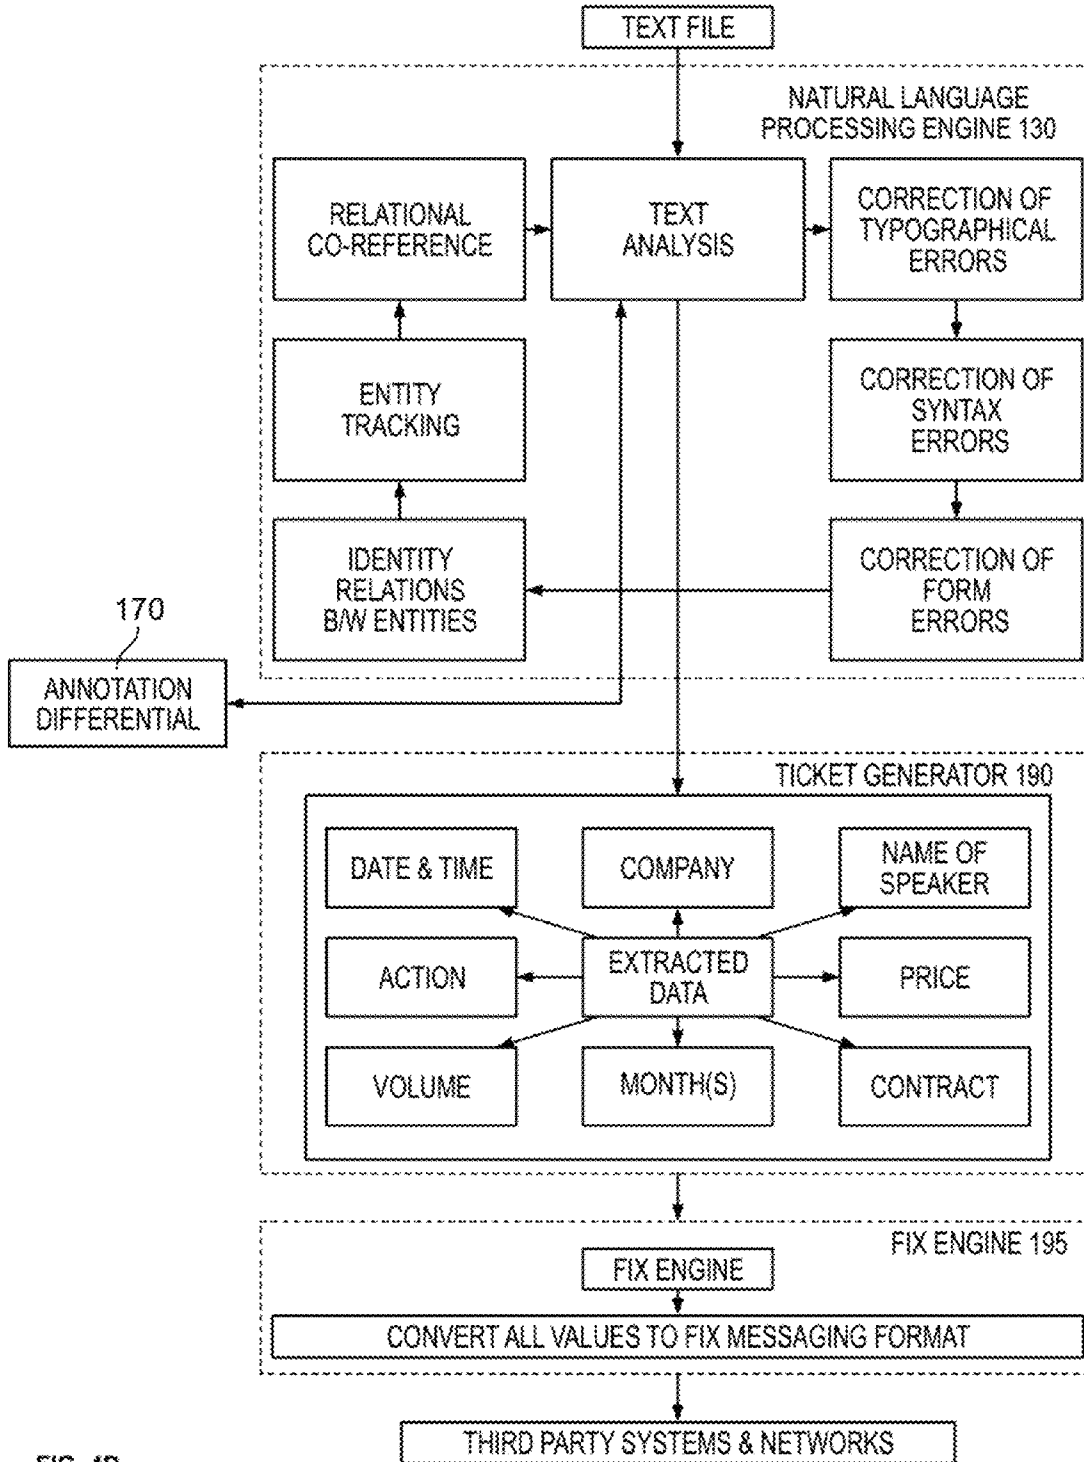 TEXT FILE
NATURAL LANGUAGE
PROCESSING ENGINE 130
RELATIONAL
CO-REFERENCE
TEXT
ANALYSIS
CORRECTION OF
TYPOGRAPHICAL
ERRORS
ENTITY
TRACKING
CORRECTION OF
SYNTAX
ERRORS
IDENTITY
RELATIONS
B/W ENTITIES
CORRECTION OF
FORM
ERRORS
170
ANNOTATION
DIFFERENTIAL
TICKET GENERATOR 190
DATE & TIME
COMPANY
NAME OF
SPEAKER
ACTION
EXTRACTED
DATA
PRICE
VOLUME
MONTH(S)
CONTRACT
FIX ENGINE 195
FIX ENGINE
CONVERT ALL VALUES TO FIX MESSAGING FORMAT
THIRD PARTY SYSTEMS & NETWORKS